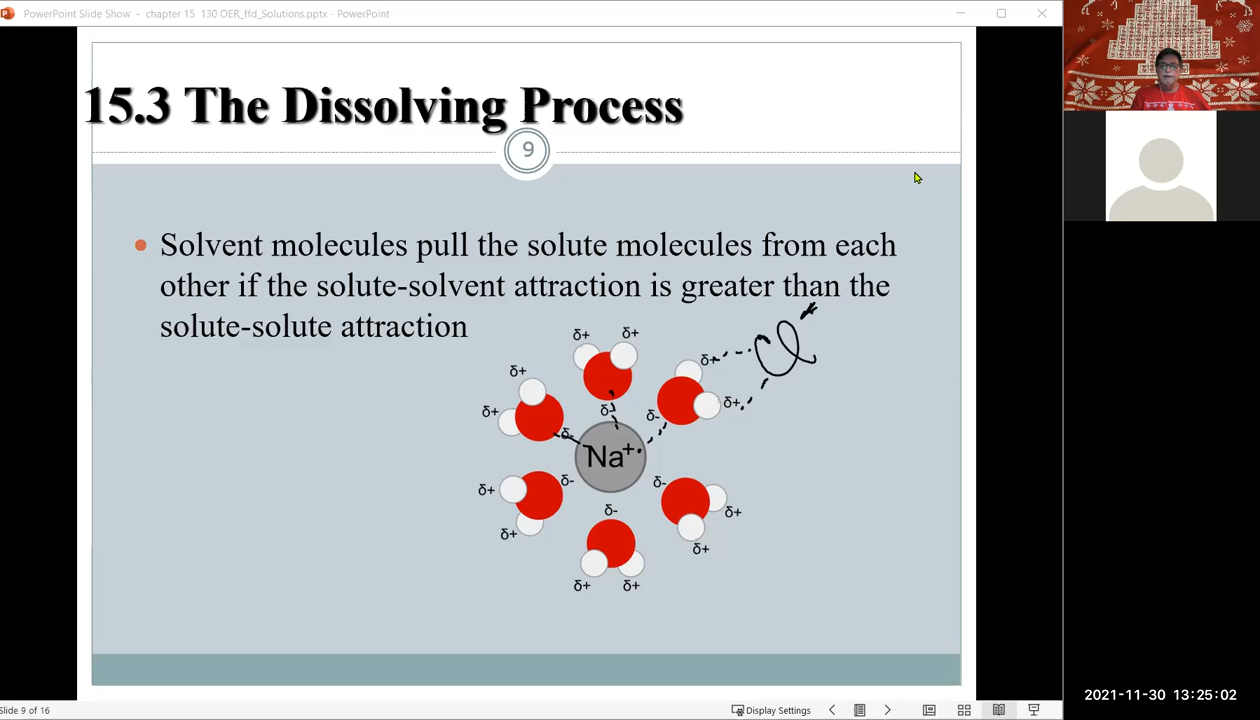 PowerPoint Slide Show - chapter 15 130 OER_ffd_Solutions.pptx - PowerPoint
15.3 The Dissolving Process
9
• Solvent molecules pull the solute molecules from each
other if the solute-solvent attraction is greater than the
solute-solute attraction
δ+ δ+
δ+ δ+
Cl
δ+ δ- δ- δ+
δ-
Na+
δ+ δ- δ-
δ- δ+
δ+ δ+
δ+ δ+
Slide 9 of 16
Display Settings
2021-11-30 13:25:02